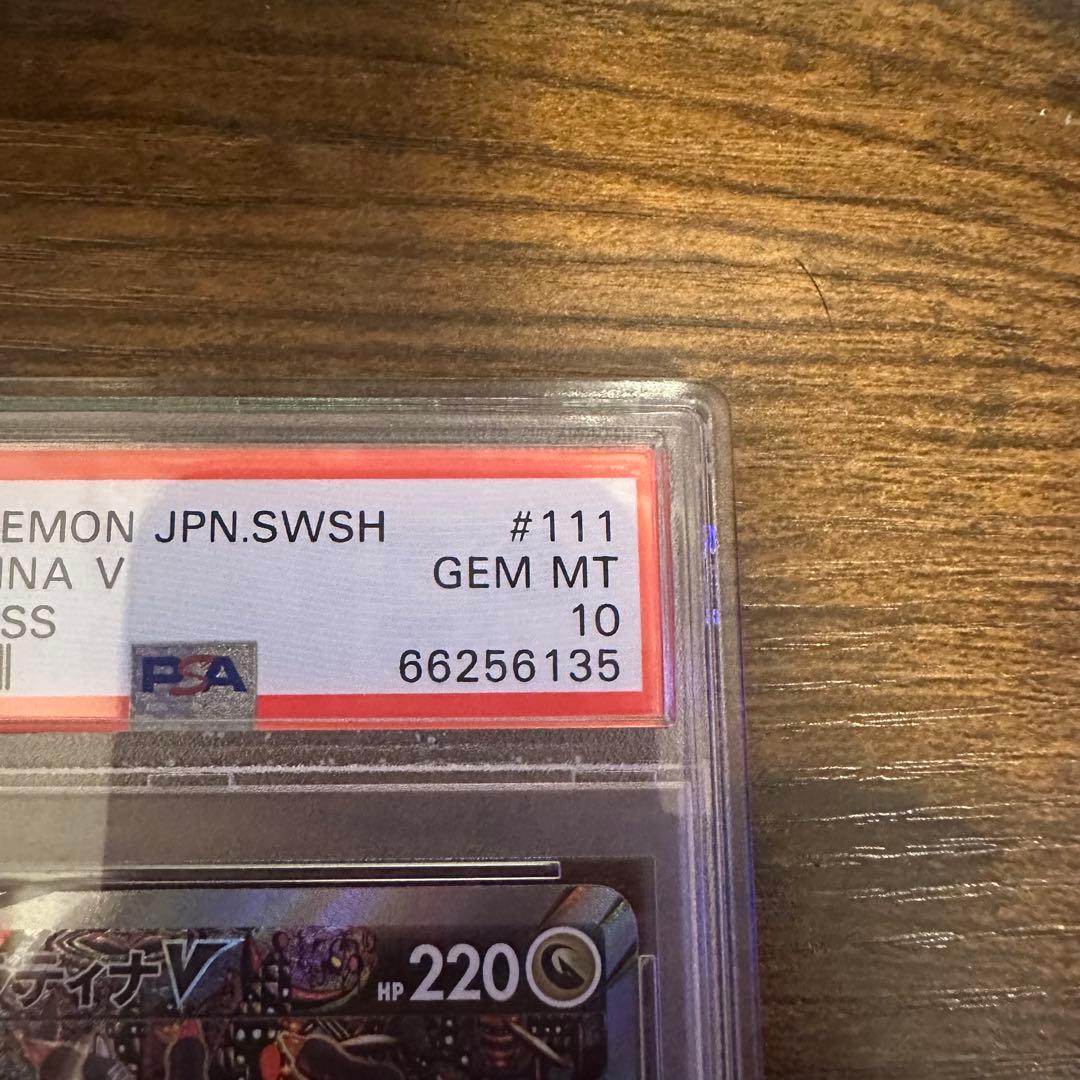 EMON JPN.SWSH #111
INA V GEM MT
SS 10
PSA 66256135
ティナV HP 220